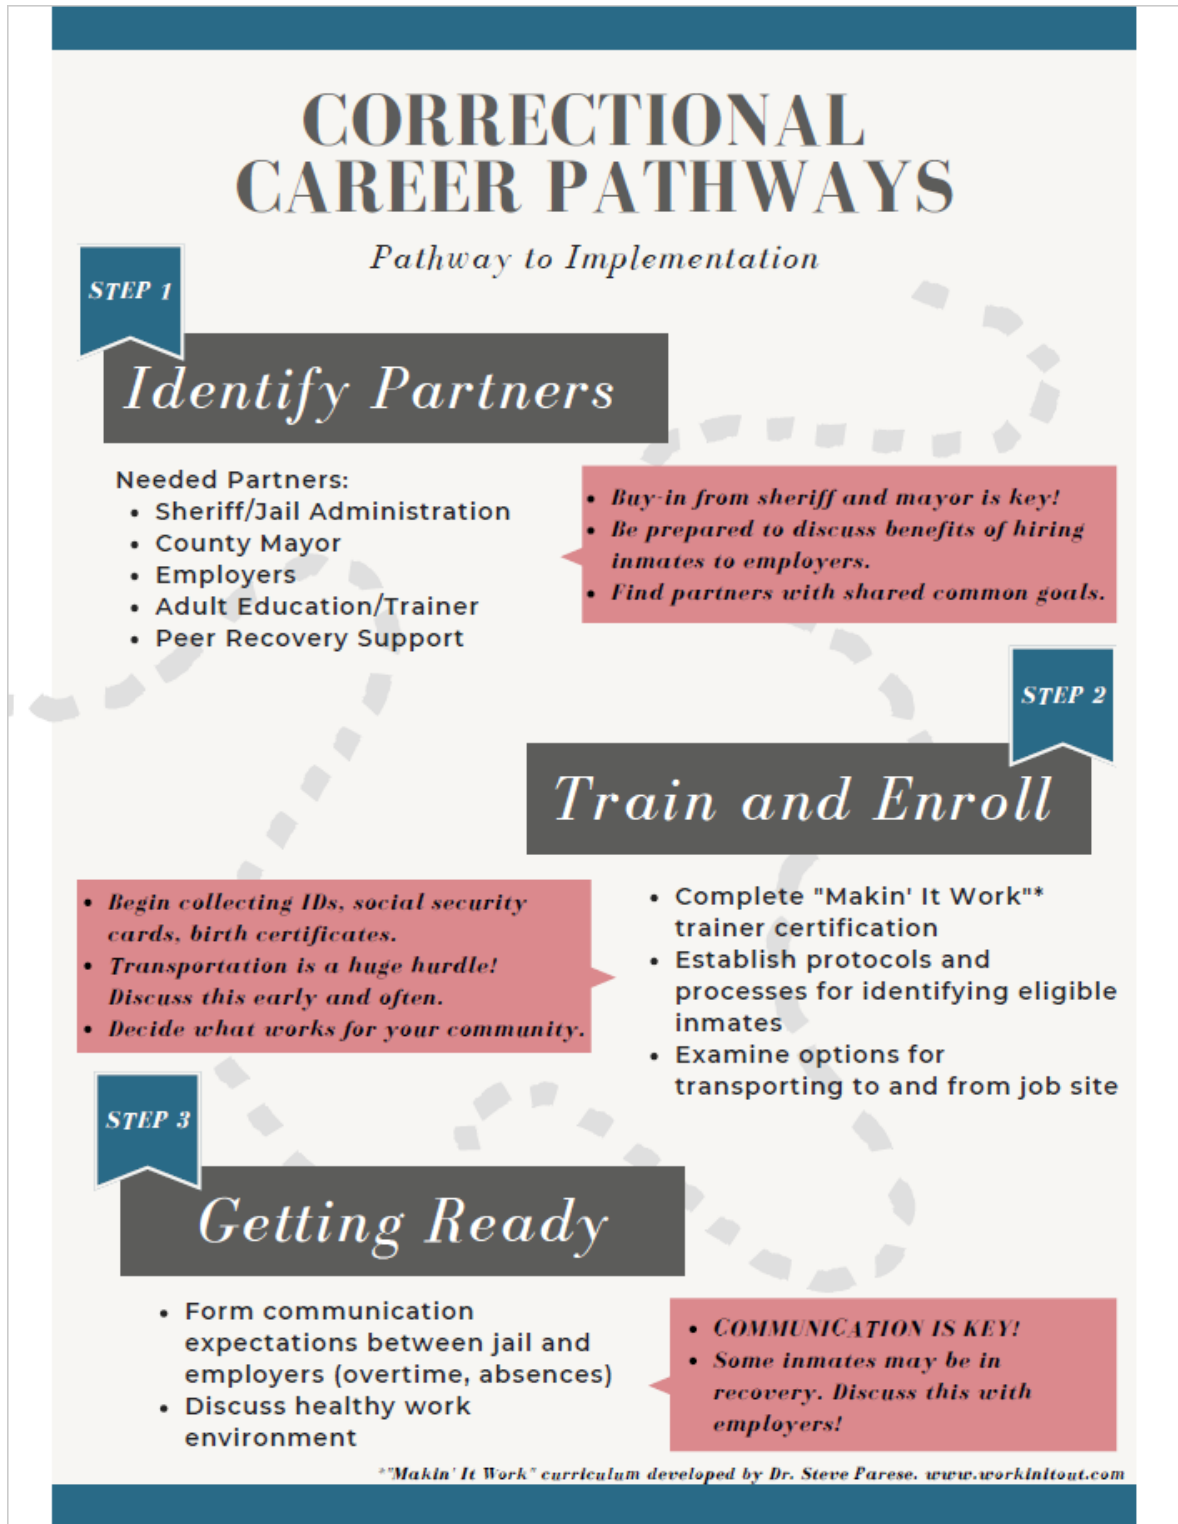 CORRECTIONAL
CAREER PATHWAYS
Pathway to Implementation
STEP 1
Identify Partners
Needed Partners:
• Sheriff/Jail Administration
• County Mayor
• Employers
• Adult Education/Trainer
• Peer Recovery Support
• Buy-in from sheriff and mayor is key!
• Be prepared to discuss benefits of hiring
inmates to employers.
• Find partners with shared common goals.
STEP 2
Train and Enroll
• Begin collecting IDs, social security
cards, birth certificates.
• Transportation is a huge hurdle!
Discuss this early and often.
• Decide what works for your community.
• Complete "Makin' It Work"*
trainer certification
• Establish protocols and
processes for identifying eligible
inmates
• Examine options for
transporting to and from job site
STEP 3
Getting Ready
• Form communication
expectations between jail and
employers (overtime, absences)
• Discuss healthy work
environment
• COMMUNICATION IS KEY!
• Some inmates may be in
recovery. Discuss this with
employers!
*"Makin' It Work" curriculum developed by Dr. Steve Parese. www.workinitout.com